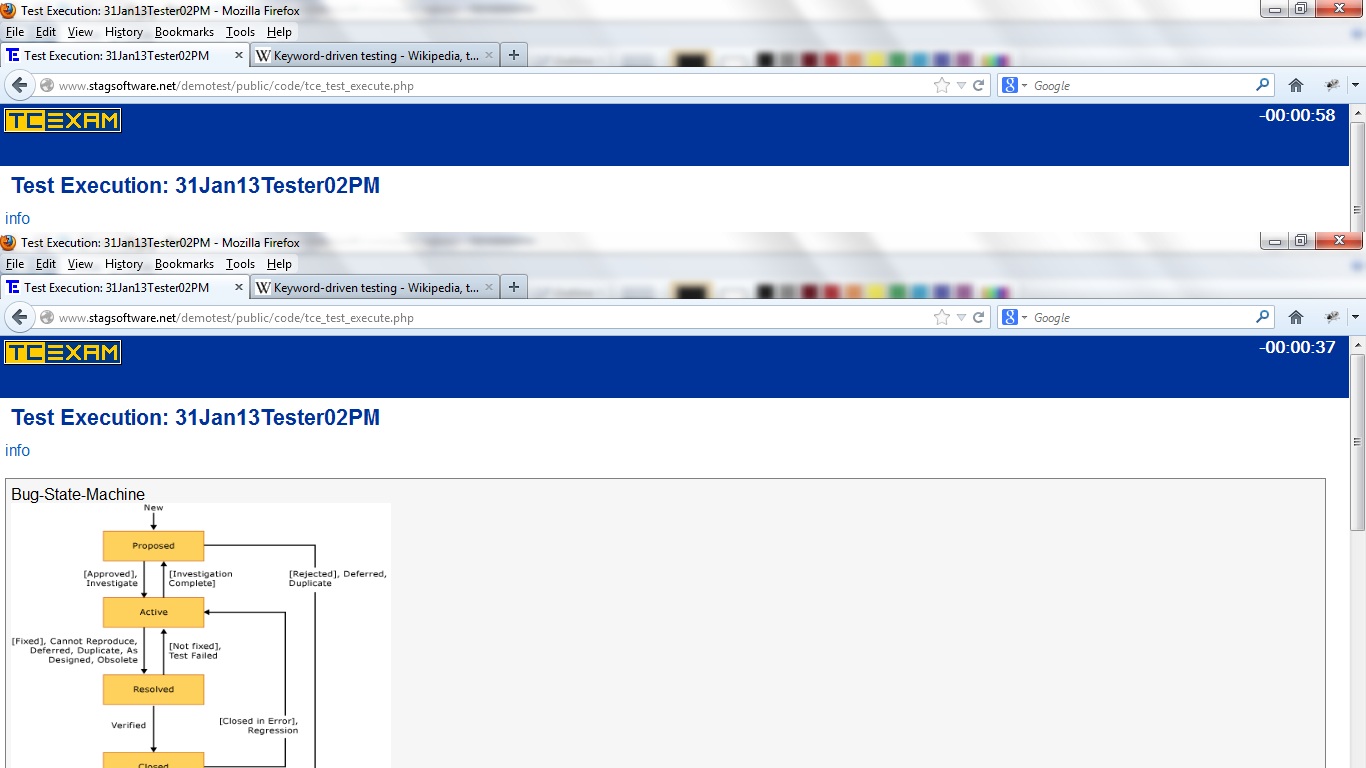 Test Execution: 31Jan13Tester02PM - Mozilla Firefox
File Edit View History Bookmarks Tools Help
Test Execution: 31Jan13Tester02PM
Keyword-driven testing - Wikipedia, t...
www.stagsoftware.net/demotest/public/code/tce_test_execute.php
Google
TCEXAM
-00:00:58
Test Execution: 31Jan13Tester02PM
info
Test Execution: 31Jan13Tester02PM - Mozilla Firefox
File Edit View History Bookmarks Tools Help
Test Execution: 31Jan13Tester02PM
Keyword-driven testing - Wikipedia, t...
www.stagsoftware.net/demotest/public/code/tce_test_execute.php
Google
TCEXAM
-00:00:37
Test Execution: 31Jan13Tester02PM
info
Bug-State-Machine
New
Proposed
[Approved],
Investigate
[Investigation
Complete]
[Rejected], Deferred,
Duplicate
Active
[Fixed], Cannot Reproduce,
Deferred, Duplicate, As
Designed, Obsolete
[Not fixed],
Test Failed
Resolved
Verified
[Closed in Error],
Regression
Closed